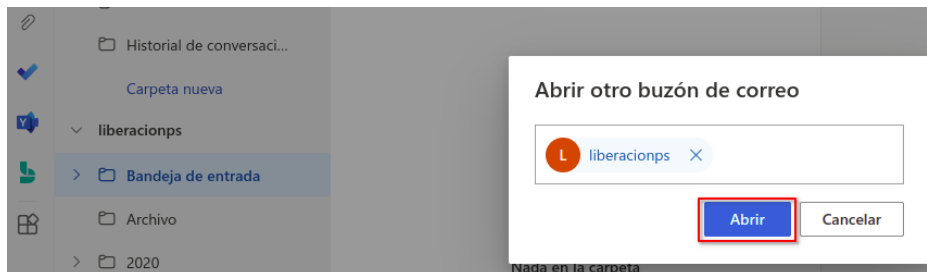 Historial de conversaci...
Carpeta nueva
liberacionps
Bandeja de entrada
Archivo
2020
Abrir otro buzón de correo
L liberacionps
Abrir Cancelar
Nada en la carpeta